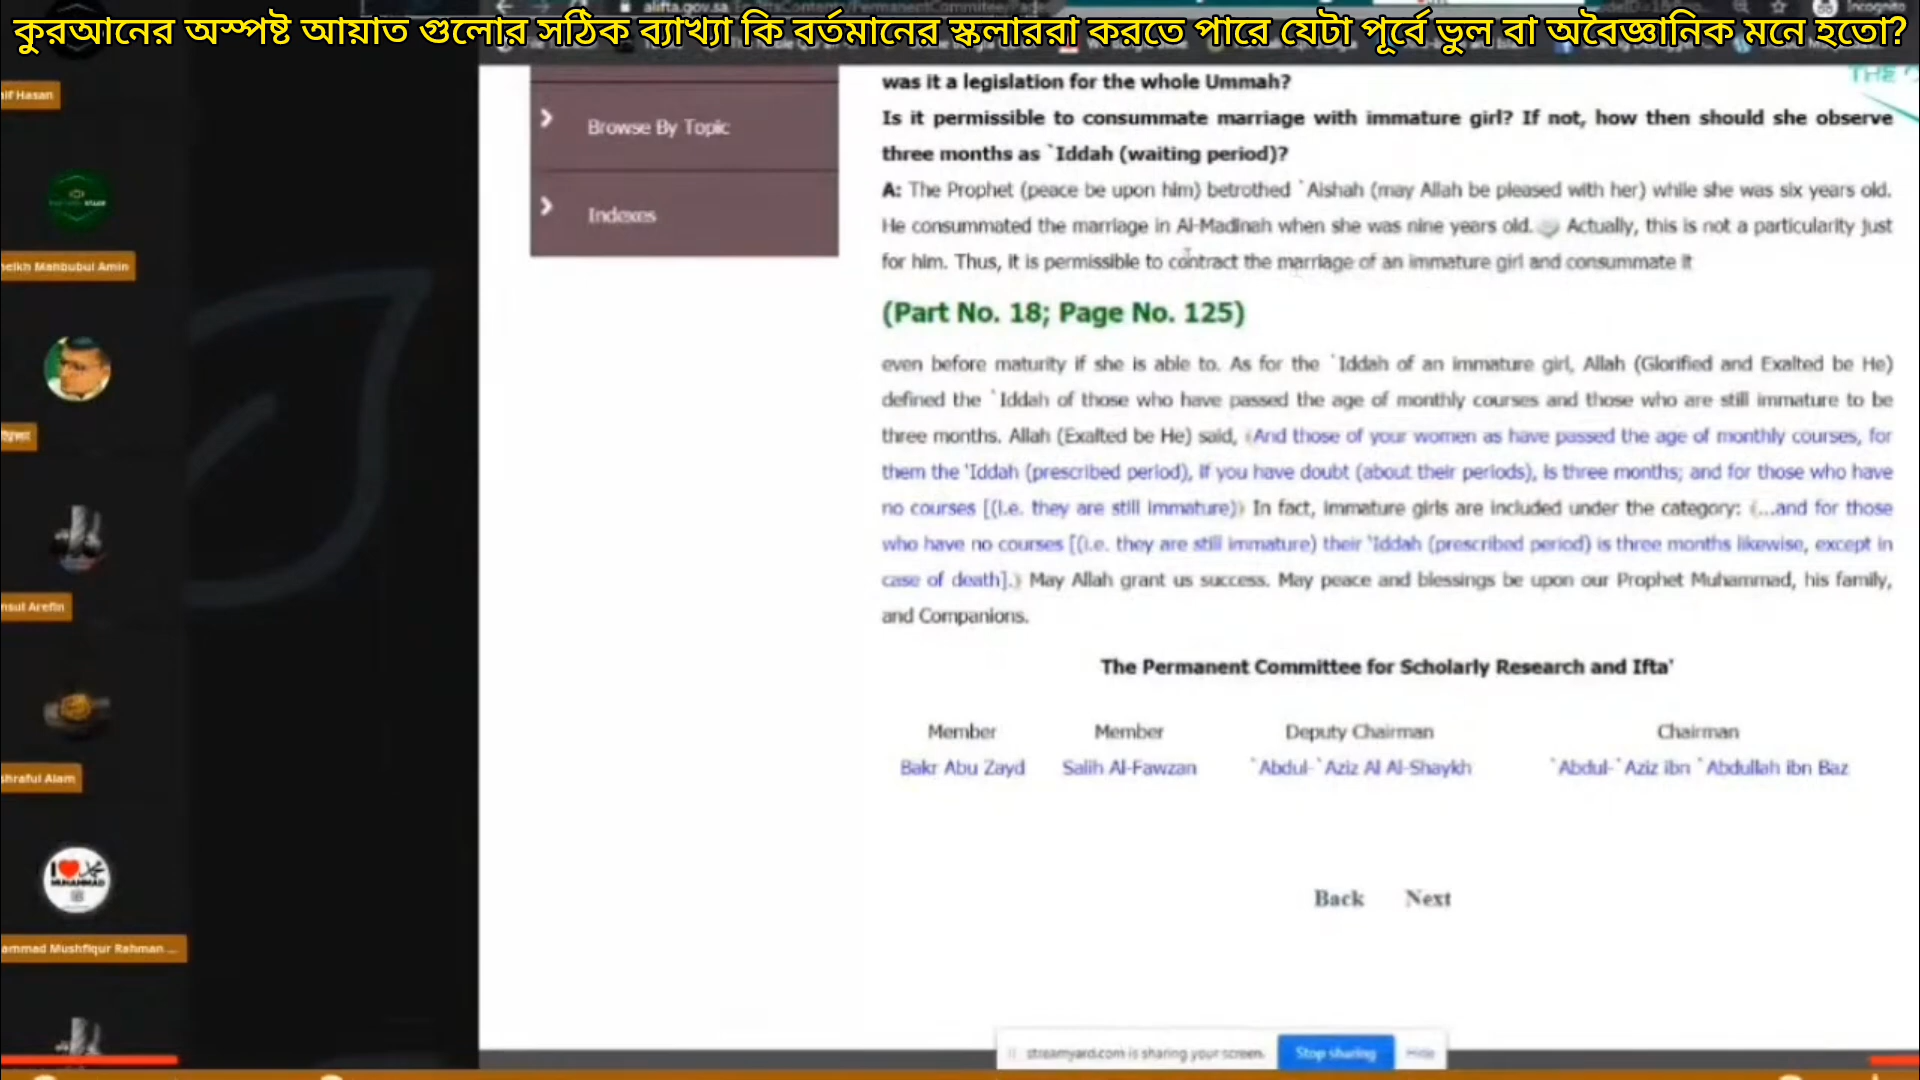 কুরআনের অস্পষ্ট আয়াত গুলোর সঠিক ব্যাখ্যা কি বর্তমানের স্কলাররা করতে পারে যেটা পূর্বে ভুল বা অবৈজ্ঞানিক মনে হতো?
alifta.gov.sa
Incognito
THE
Hasan
was it a legislation for the whole Ummah?
Browse By Topic
Is it permissible to consummate marriage with immature girl? If not, how then should she observe
three months as `Iddah (waiting period)?
A: The Prophet (peace be upon him) betrothed `Aishah (may Allah be pleased with her) while she was six years old.
Indexes
He consummated the marriage in Al-Madinah when she was nine years old. Actually, this is not a particularity just
for him. Thus, it is permissible to contract the marriage of an immature girl and consummate it
Mahbubul Amin
(Part No. 18; Page No. 125)
even before maturity if she is able to. As for the `Iddah of an immature girl, Allah (Glorified and Exalted be He)
defined the `Iddah of those who have passed the age of monthly courses and those who are still immature to be
three months. Allah (Exalted be He) said, (And those of your women as have passed the age of monthly courses, for
them the 'Iddah (prescribed period), if you have doubt (about their periods), is three months; and for those who have
no courses [(i.e. they are still immature)) In fact, immature girls are included under the category: (...and for those
who have no courses [(i.e. they are still immature) their 'Iddah (prescribed period) is three months likewise, except in
case of death].) May Allah grant us success. May peace and blessings be upon our Prophet Muhammad, his family,
and Companions.
Arefin
The Permanent Committee for Scholarly Research and Ifta'
Member Member Deputy Chairman Chairman
Bakr Abu Zayd Salih Al-Fawzan `Abdul-`Aziz Al Al-Shaykh `Abdul-`Aziz ibn `Abdullah ibn Baz
shraful Alam
I
MUHAMMAD
Back Next
ammad Mushfiqur Rahman ...
streamyard.com is sharing your screen. Stop sharing Hide